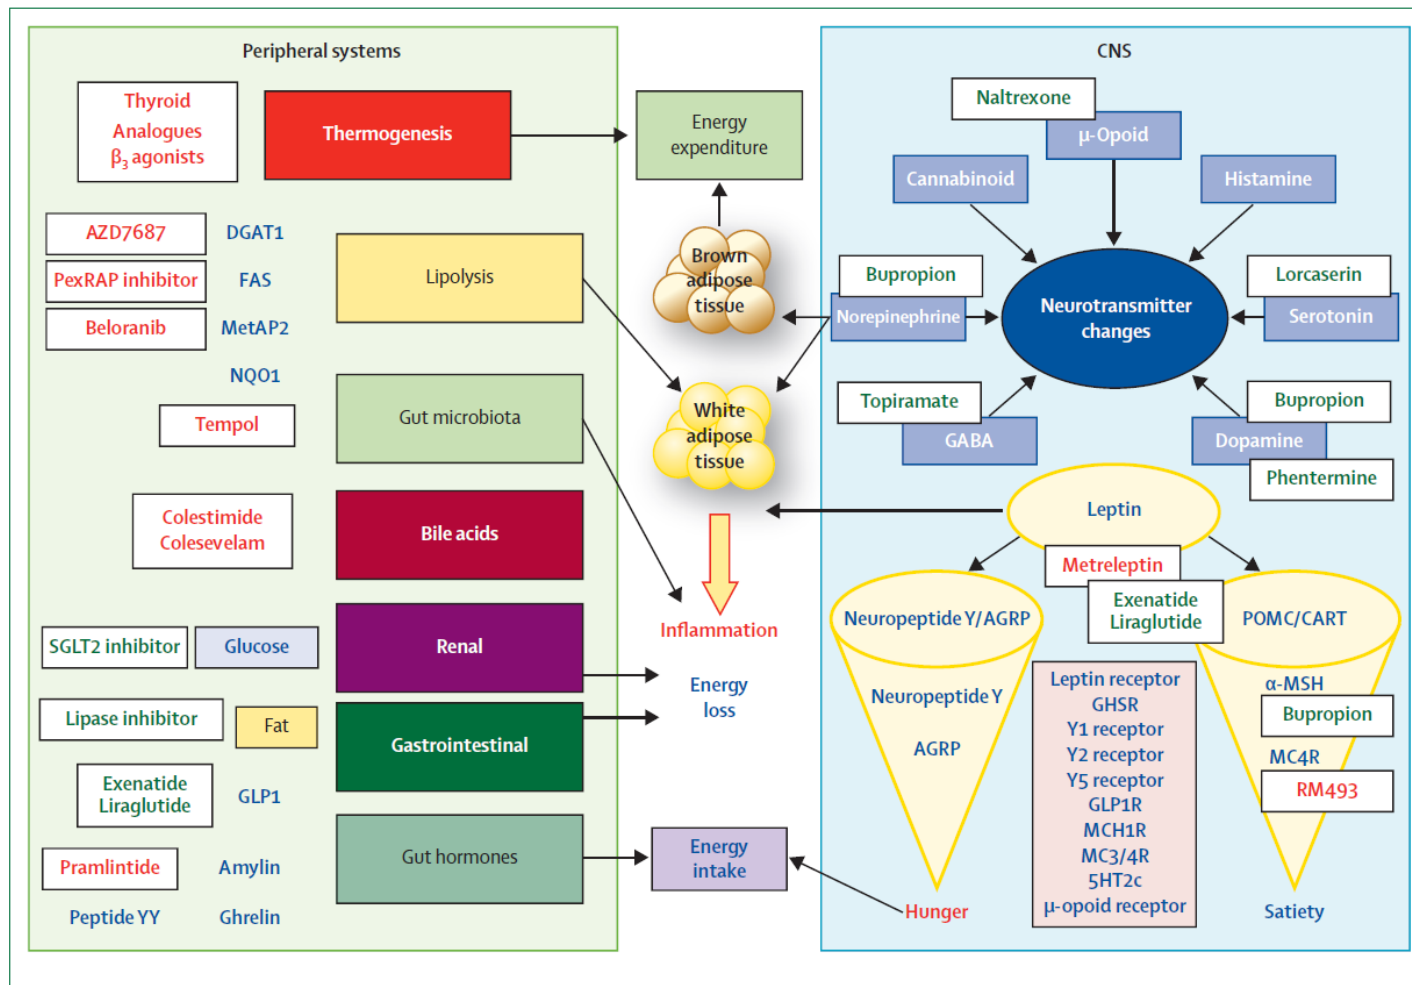 Peripheral systems
Thyroid
Analogues
β₃ agonists
Thermogenesis
AZD7687
DGAT1
PexRAP inhibitor
FAS
Beloranib
MetAP2
NQO1
Lipolysis
Tempol
Gut microbiota
Colestimide
Colesevelam
Bile acids
SGLT2 inhibitor
Glucose
Renal
Lipase inhibitor
Fat
Gastrointestinal
Exenatide
Liraglutide
GLP1
Pramlintide
Amylin
Gut hormones
Peptide YY
Ghrelin
Energy
expenditure
Brown
adipose
tissue
White
adipose
tissue
Inflammation
Energy
loss
Energy
intake
CNS
Naltrexone
μ-Opoid
Cannabinoid
Histamine
Bupropion
Norepinephrine
Neurotransmitter
changes
Lorcaserin
Serotonin
Topiramate
GABA
Bupropion
Dopamine
Phentermine
Leptin
Metreleptin
Exenatide
Liraglutide
Neuropeptide Y/AGRP
Neuropeptide Y
AGRP
Hunger
Leptin receptor
GHSR
Y1 receptor
Y2 receptor
Y5 receptor
GLP1R
MCH1R
MC3/4R
5HT2c
μ-opoid receptor
POMC/CART
α-MSH
Bupropion
MC4R
RM493
Satiety